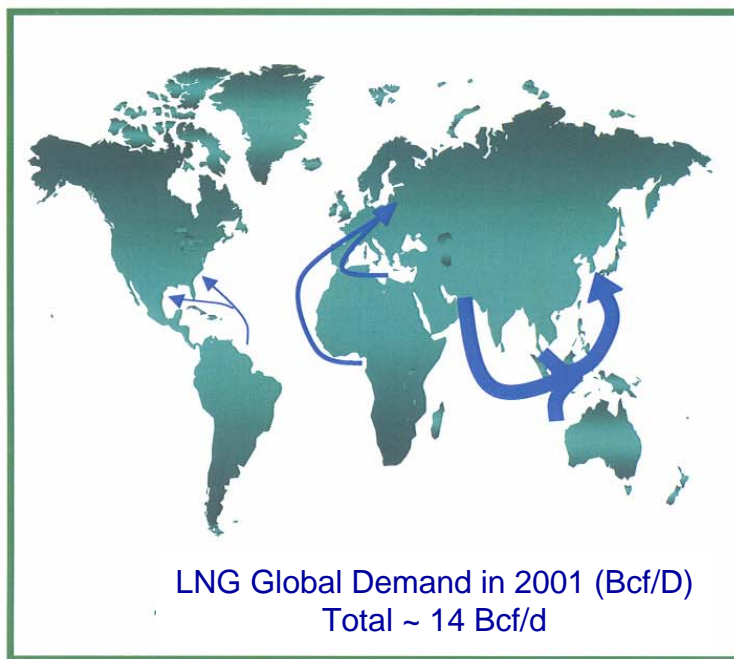 LNG Global Demand in 2001 (Bcf/D)
Total ~ 14 Bcf/d